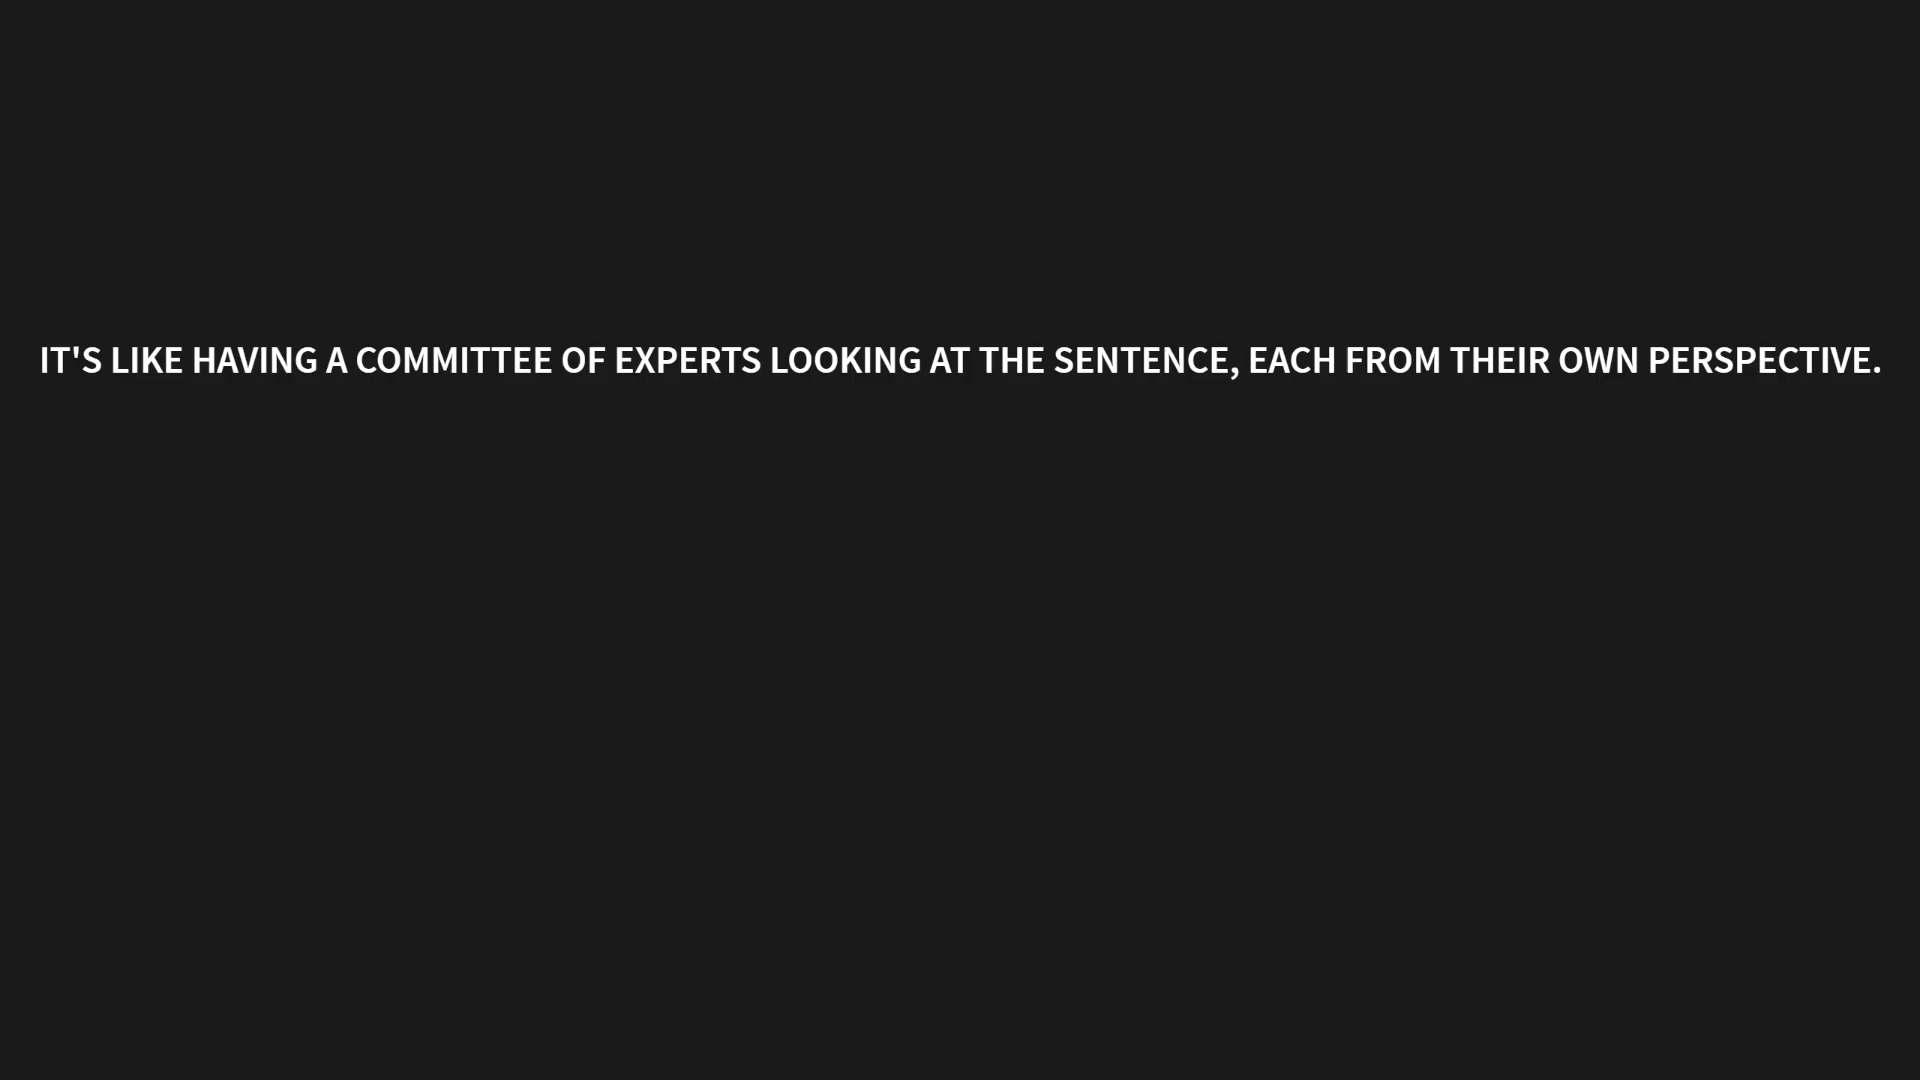 IT'S LIKE HAVING A COMMITTEE OF EXPERTS LOOKING AT THE SENTENCE, EACH FROM THEIR OWN PERSPECTIVE.